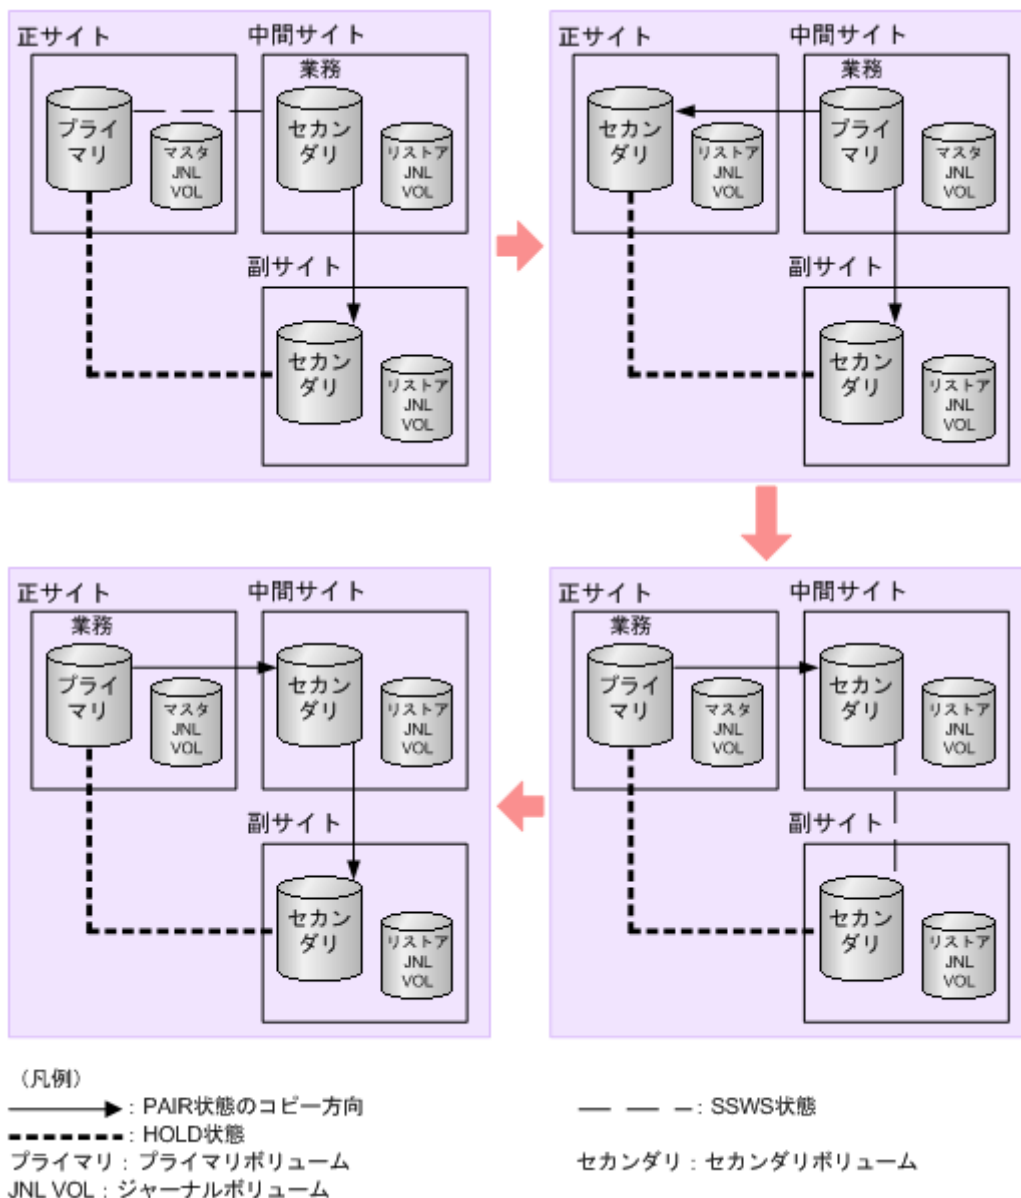 正サイト
中間サイト
業務
プライ
マリ
マスタ
JNL
VOL
セカン
ダリ
リストア
JNL
VOL
副サイト
セカン
ダリ
リストア
JNL
VOL
正サイト
中間サイト
業務
セカン
ダリ
リストア
JNL
VOL
プライ
マリ
マスタ
JNL
VOL
副サイト
セカン
ダリ
リストア
JNL
VOL
正サイト
中間サイト
業務
プライ
マリ
マスタ
JNL
VOL
セカン
ダリ
リストア
JNL
VOL
副サイト
セカン
ダリ
リストア
JNL
VOL
正サイト
中間サイト
業務
プライ
マリ
マスタ
JNL
VOL
セカン
ダリ
リストア
JNL
VOL
副サイト
セカン
ダリ
リストア
JNL
VOL
（凡例）
：PAIR状態のコピー方向
：SSWS状態
：HOLD状態
プライマリ：プライマリボリューム
セカンダリ：セカンダリボリューム
JNL VOL：ジャーナルボリューム